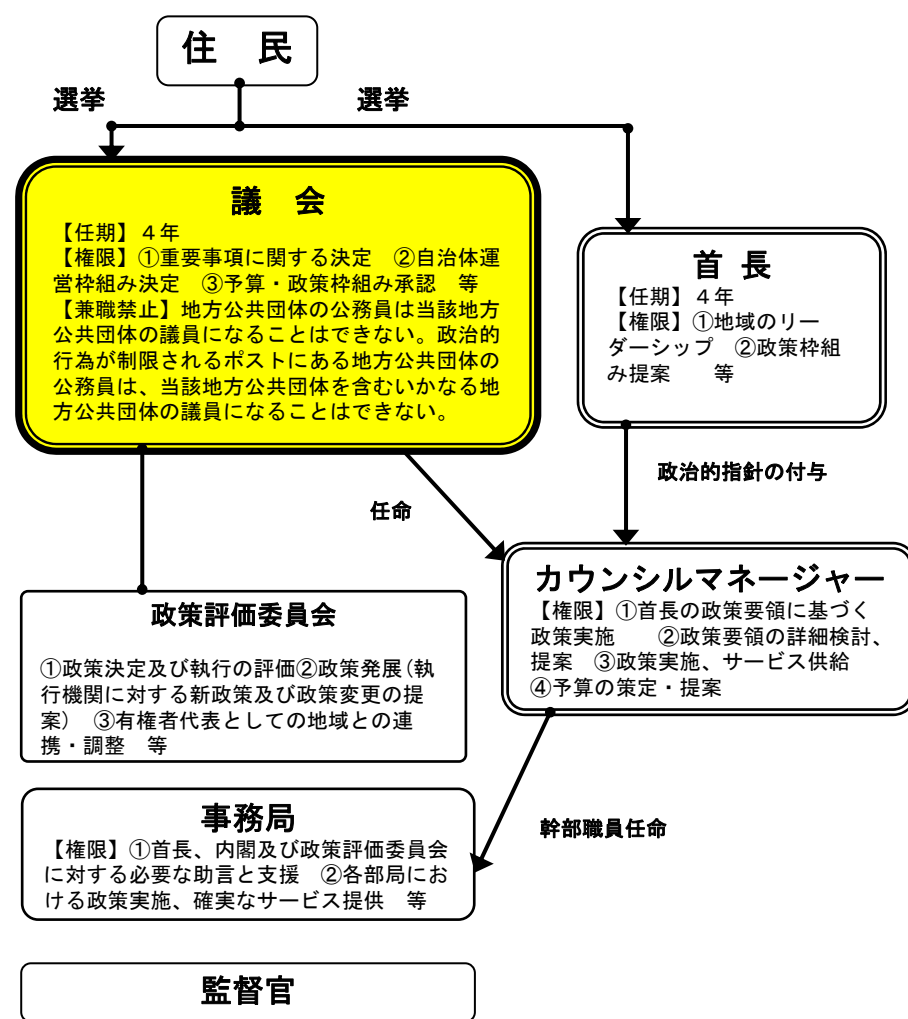 住　民
選挙
選挙
議　会
【任期】４年
【権限】①重要事項に関する決定　②自治体運
営枠組み決定　③予算・政策枠組み承認　等
【兼職禁止】地方公共団体の公務員は当該地方
公共団体の議員になることはできない。政治的
行為が制限されるポストにある地方公共団体の
公務員は、当該地方公共団体を含むいかなる地
方公共団体の議員になることはできない。
首 長
【任期】４年
【権限】①地域のリー
ダーシップ　②政策枠組
み提案　　等
政治的指針の付与
任命
カウンシルマネージャー
【権限】①首長の政策要領に基づく
政策実施　　②政策要領の詳細検討、
提案　③政策実施、サービス供給
④予算の策定・提案
政策評価委員会
①政策決定及び執行の評価②政策発展（執
行機関に対する新政策及び政策変更の提
案）　③有権者代表としての地域との連
携・調整　等
事務局
【権限】①首長、内閣及び政策評価委員会
に対する必要な助言と支援　②各部局にお
ける政策実施、確実なサービス提供　等
幹部職員任命
監督官